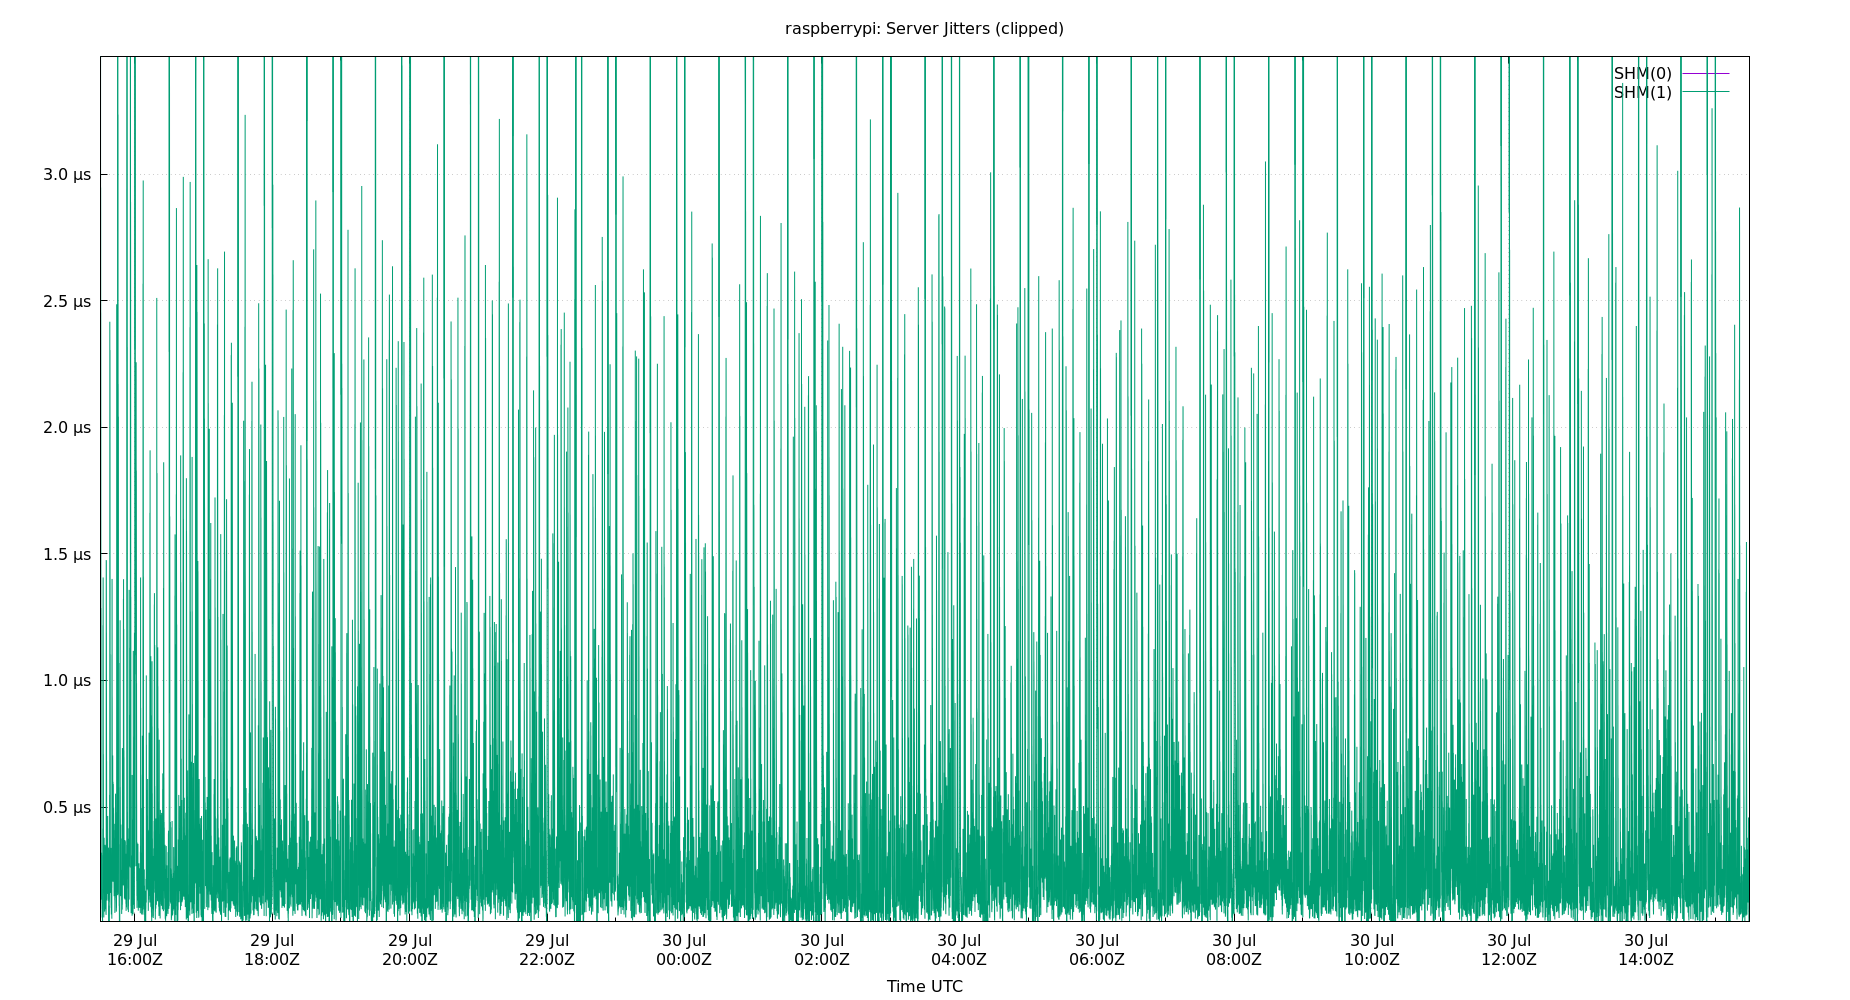 raspberrypi: Server Jitters (clipped)
SHM(0)
SHM(1)
3.0 µs
2.5 µs
2.0 µs
1.5 µs
1.0 µs
0.5 µs
29 Jul 29 Jul 29 Jul 29 Jul 30 Jul 30 Jul 30 Jul 30 Jul 30 Jul 30 Jul 30 Jul 30 Jul
16:00Z 18:00Z 20:00Z 22:00Z 00:00Z 02:00Z 04:00Z 06:00Z 08:00Z 10:00Z 12:00Z 14:00Z
Time UTC